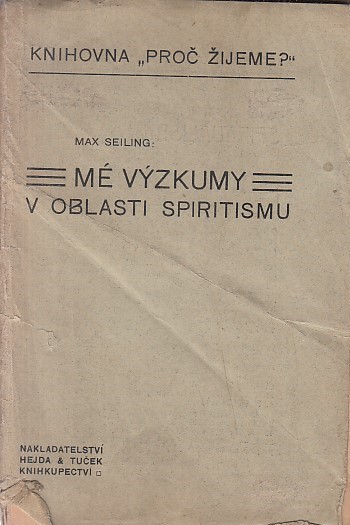 KNIHOVNA „PROČ ŽIJEME?"
MAX SEILING:
MÉ VÝZKUMY
V OBLASTI SPIRITISMU
NAKLADATELSTVÍ
HEJDA & TUČEK
KNIHKUPECTVÍ